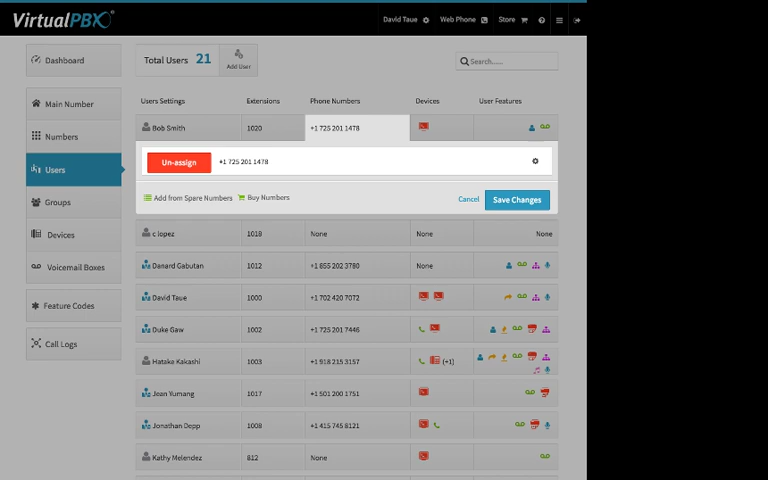 VirtualPBX
David Taue Web Phone Store
Dashboard
Total Users 21
Add User
Search......
Main Number
Numbers
Users
Groups
Devices
Voicemail Boxes
Feature Codes
Call Logs
Users Settings Extensions Phone Numbers Devices User Features
Bob Smith 1020 +1 725 201 1478
Un-assign +1 725 201 1478
Add from Spare Numbers Buy Numbers Cancel Save Changes
c lopez 1018 None None None
Danard Gabutan 1012 +1 855 202 3780 None
David Taue 1000 +1 702 420 7072
Duke Gaw 1002 +1 725 201 7446
Hatake Kakashi 1003 +1 918 215 3157 (+1)
Jean Yumang 1017 +1 501 200 1751
Jonathan Depp 1008 +1 415 745 8121
Kathy Melendez 812 None